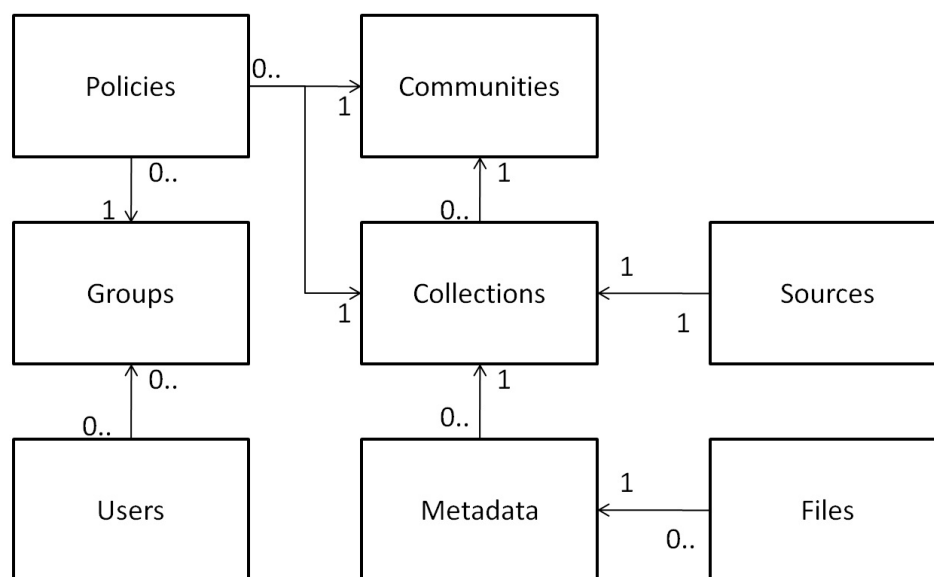 Policies
0..
1
Communities
0..
1
1
0..
Groups
1
Collections
1
1
Sources
0..
0..
1
0..
Users
Metadata
1
0..
Files